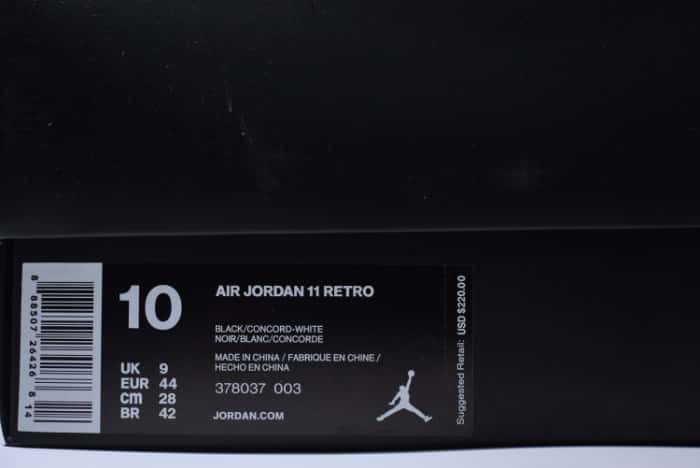 8 88507 26426 8 14
10
UK 9
EUR 44
CM 28
BR 42
AIR JORDAN 11 RETRO
BLACK/CONCORD-WHITE
NOIR/BLANC/CONCORDE
MADE IN CHINA / FABRIQUE EN CHINE /
HECHO EN CHINA
378037 003
JORDAN.COM
Suggested Retail: USD $220.00